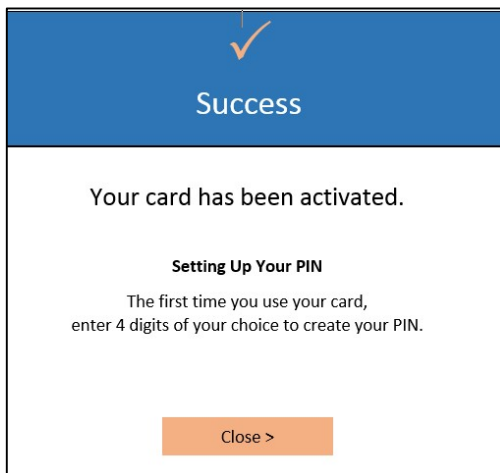 Success
Your card has been activated.
Setting Up Your PIN
The first time you use your card,
enter 4 digits of your choice to create your PIN.
Close >